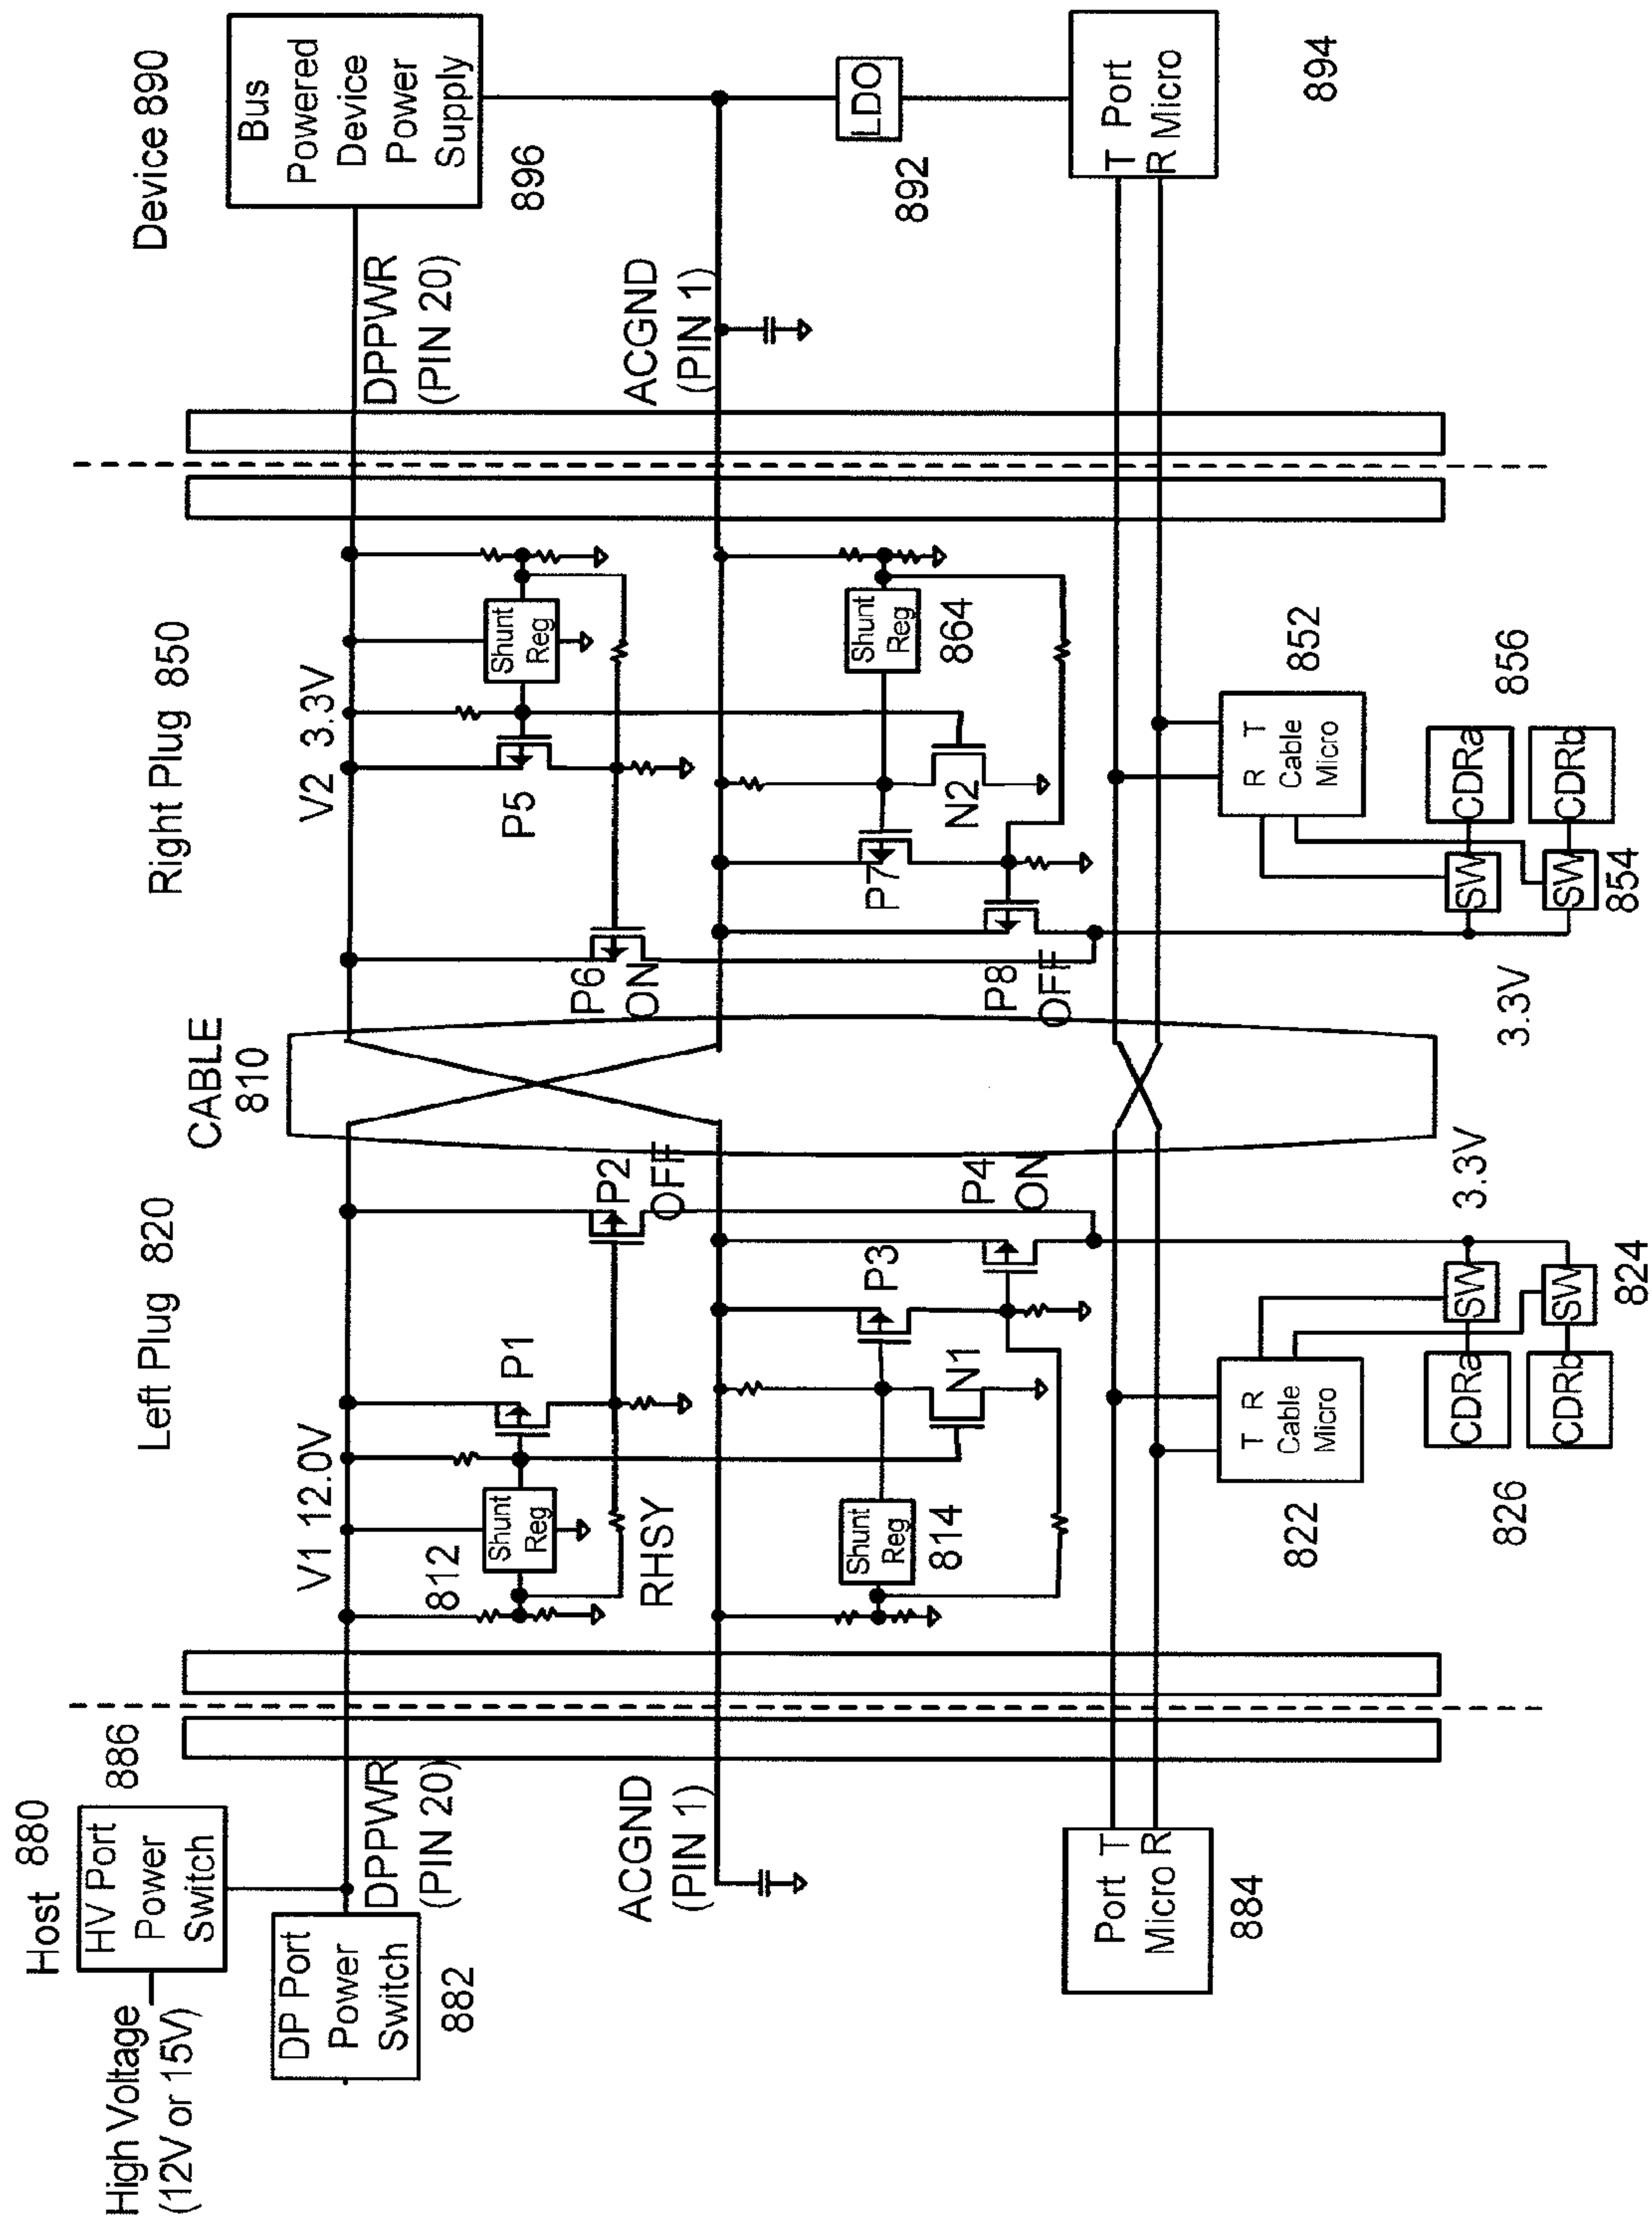 Host 880
HV Port
Power
Switch
886
High Voltage
(12V or 15V)
DP Port
Power
Switch
882
DPPWR
(PIN 20)
ACGND
(PIN 1)
Port T
Micro R
884
Left Plug 820
V1 12.0V
812
Shunt
Reg
P1
P2
OFF
RHSY
Shunt
Reg
814
P3
N1
P4
ON
T R
Cable
Micro
822
3.3V
SW
SW
824
CDRa
CDRb
826
CABLE
810
Right Plug 850
V2 3.3V
P5
Shunt
Reg
P6
ON
P7
N2
Shunt
Reg
864
P8
OFF
R T
Cable
Micro
852
3.3V
SW
SW
854
CDRa
CDRb
856
Device 890
Bus
Powered
Device
Power
Supply
896
DPPWR
(PIN 20)
ACGND
(PIN 1)
LDO
892
T Port
R Micro
894